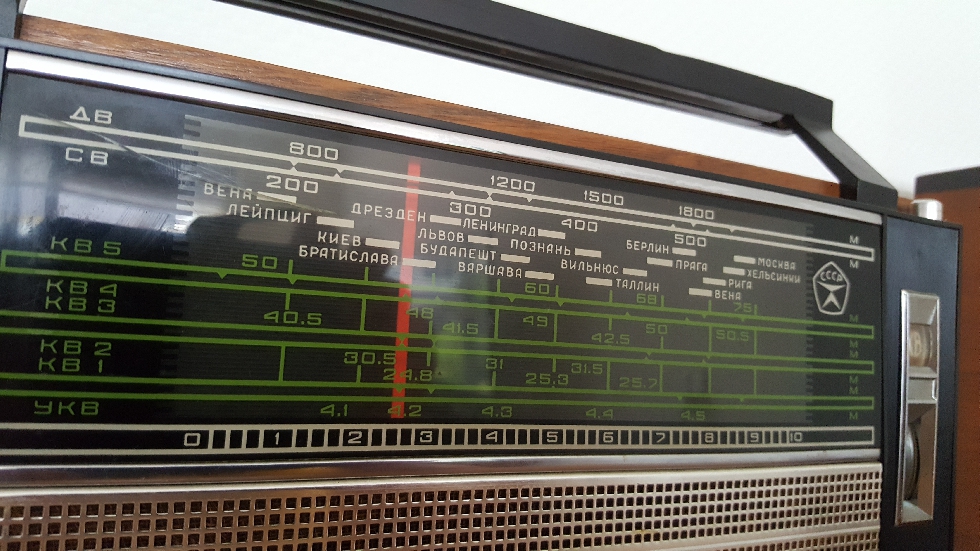 ДВ
800 1200 1500 1800 М
СВ
200 300 400 500 М
ВЕНА
ЛЕЙПЦИГ ДРЕЗДЕН ЛЕНИНГРАД
КИЕВ ЛЬВОВ ПОЗНАНЬ БЕРЛИН МОСКВА
БРАТИСЛАВА БУДАПЕШТ ВИЛЬНЮС ПРАГА ХЕЛЬСИНКИ
ВАРШАВА ТАЛЛИН РИГА
ВЕНА
СССР
КВ 5 50 60 68 75 М
КВ 4 40.5 48 49 50 50.5 М
КВ 3 41.5 42.5 М
КВ 2 30.5 31 31.5 М
КВ 1 24.8 25.3 25.7 М
УКВ 4.1 4.2 4.3 4.4 4.5 М
0 1 2 3 4 5 6 7 8 9 10